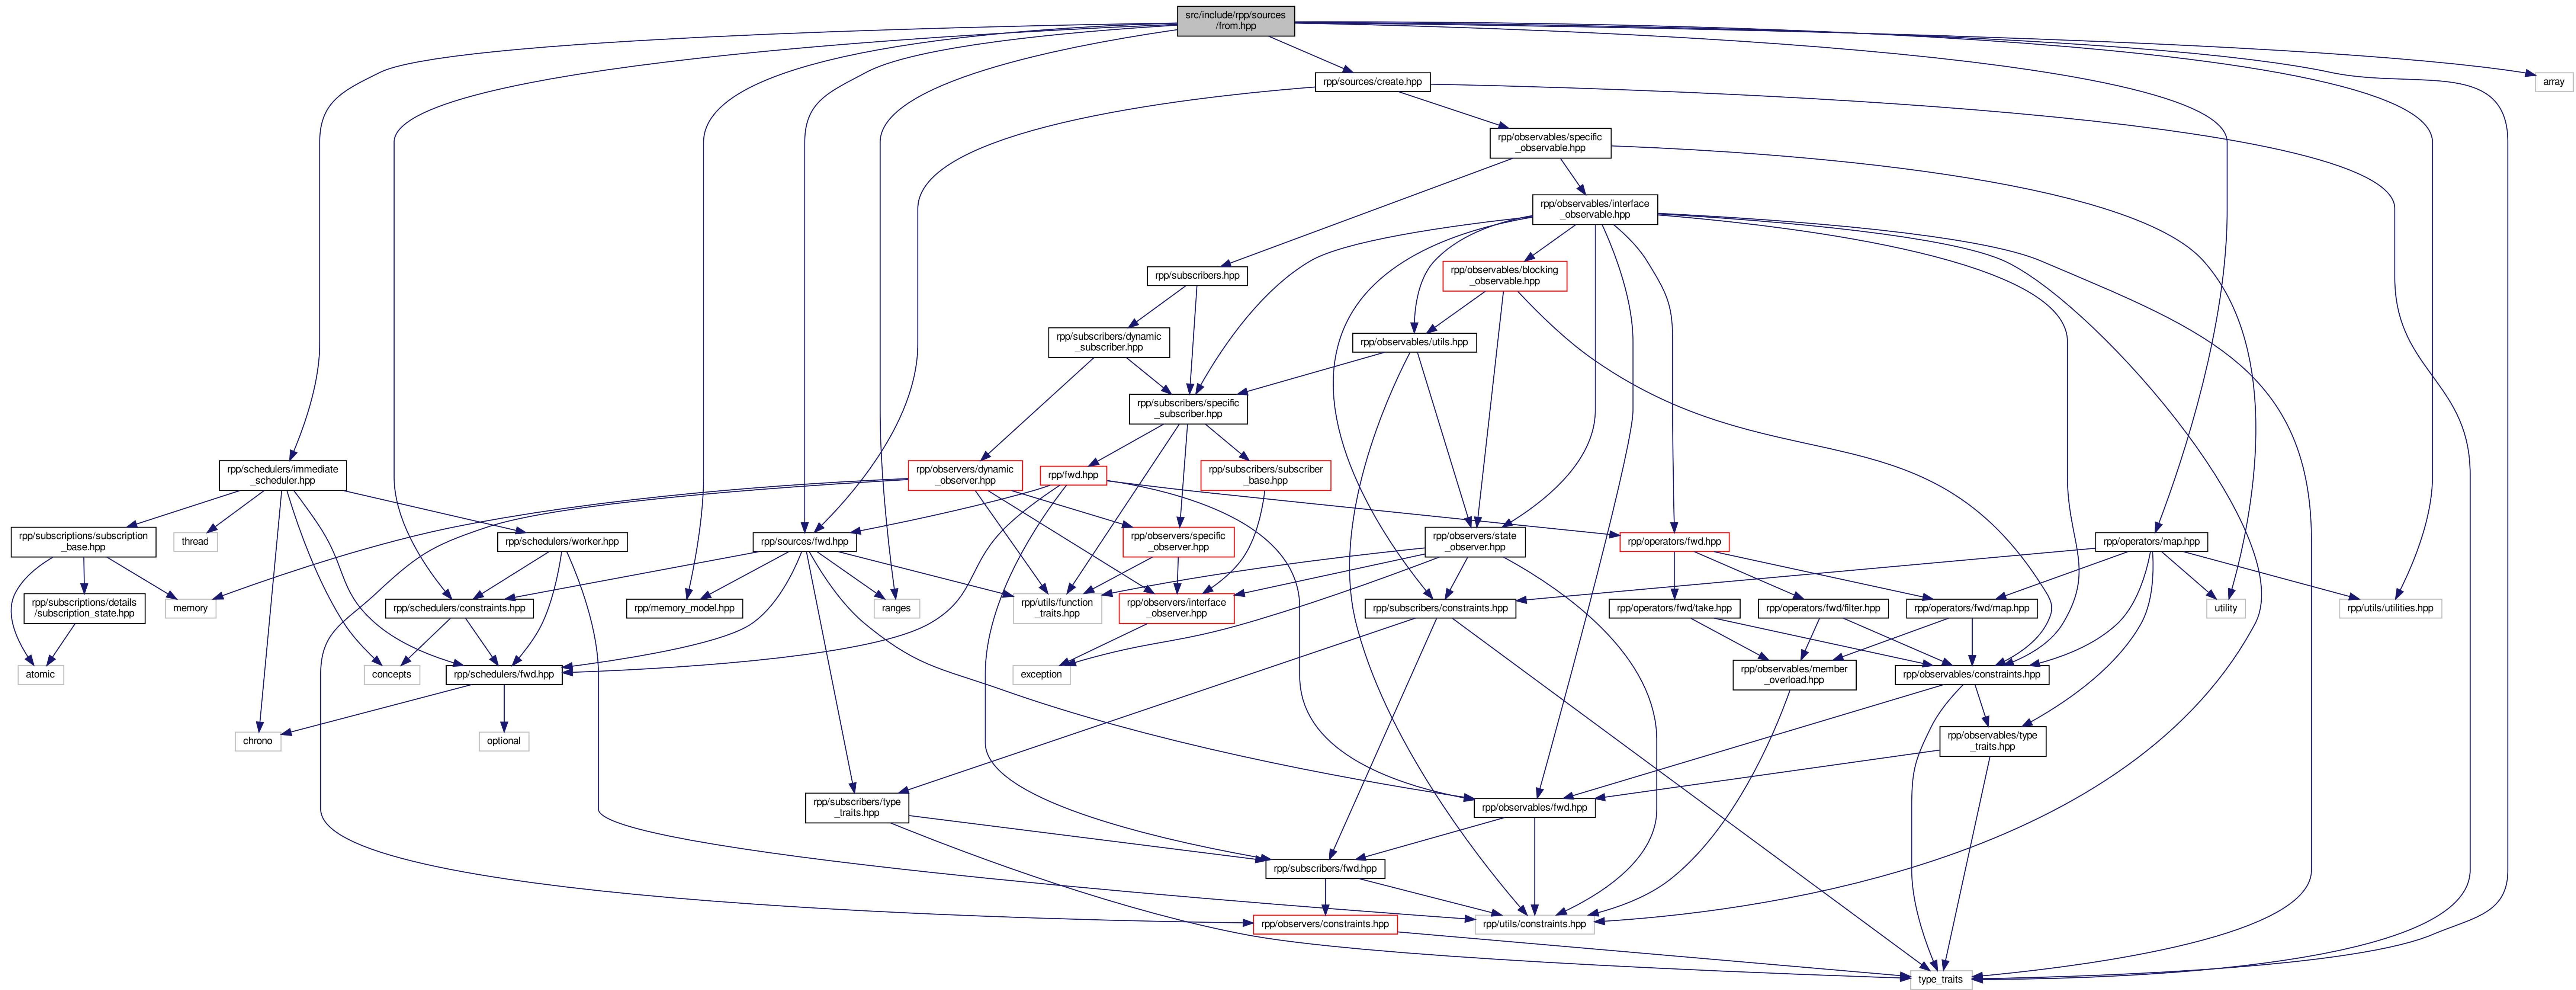 src/include/rpp/sources
/from.hpp
rpp/sources/create.hpp
array
rpp/observables/specific
_observable.hpp
rpp/observables/interface
_observable.hpp
rpp/subscribers.hpp
rpp/observables/blocking
_observable.hpp
rpp/subscribers/dynamic
_subscriber.hpp
rpp/observables/utils.hpp
rpp/subscribers/specific
_subscriber.hpp
rpp/schedulers/immediate
_scheduler.hpp
rpp/observers/dynamic
_observer.hpp
rpp/fwd.hpp
rpp/subscribers/subscriber
_base.hpp
rpp/subscriptions/subscription
_base.hpp
thread
rpp/schedulers/worker.hpp
rpp/sources/fwd.hpp
rpp/observers/specific
_observer.hpp
rpp/observers/state
_observer.hpp
rpp/operators/fwd.hpp
rpp/operators/map.hpp
rpp/subscriptions/details
/subscription_state.hpp
memory
rpp/schedulers/constraints.hpp
rpp/memory_model.hpp
ranges
rpp/utils/function
_traits.hpp
rpp/observers/interface
_observer.hpp
rpp/subscribers/constraints.hpp
rpp/operators/fwd/take.hpp
rpp/operators/fwd/filter.hpp
rpp/operators/fwd/map.hpp
utility
rpp/utils/utilities.hpp
atomic
concepts
rpp/schedulers/fwd.hpp
exception
rpp/observables/member
_overload.hpp
rpp/observables/constraints.hpp
chrono
optional
rpp/observables/type
_traits.hpp
rpp/subscribers/type
_traits.hpp
rpp/observables/fwd.hpp
rpp/subscribers/fwd.hpp
rpp/observers/constraints.hpp
rpp/utils/constraints.hpp
type_traits